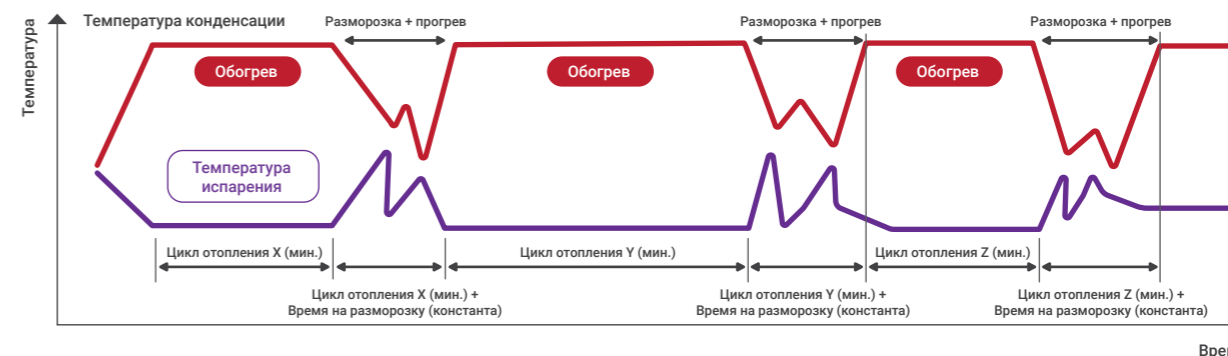 Температура
Температура конденсации
Разморозка + прогрев
Разморозка + прогрев
Разморозка + прогрев
Обогрев
Обогрев
Обогрев
Температура
испарения
Цикл отопления X (мин.)
Цикл отопления Y (мин.)
Цикл отопления Z (мин.)
Цикл отопления X (мин.) +
Время на разморозку (константа)
Цикл отопления Y (мин.) +
Время на разморозку (константа)
Цикл отопления Z (мин.) +
Время на разморозку (константа)
Вре